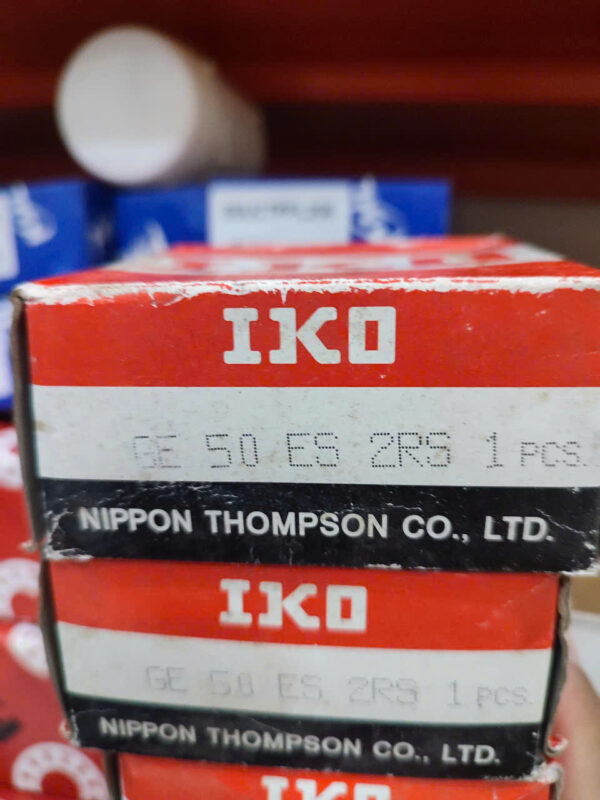 IKO
GE 50 ES 2RS 1 PCS.
NIPPON THOMPSON CO., LTD.
IKO
GE 50 ES 2RS 1 PCS.
NIPPON THOMPSON CO., LTD.
IKO